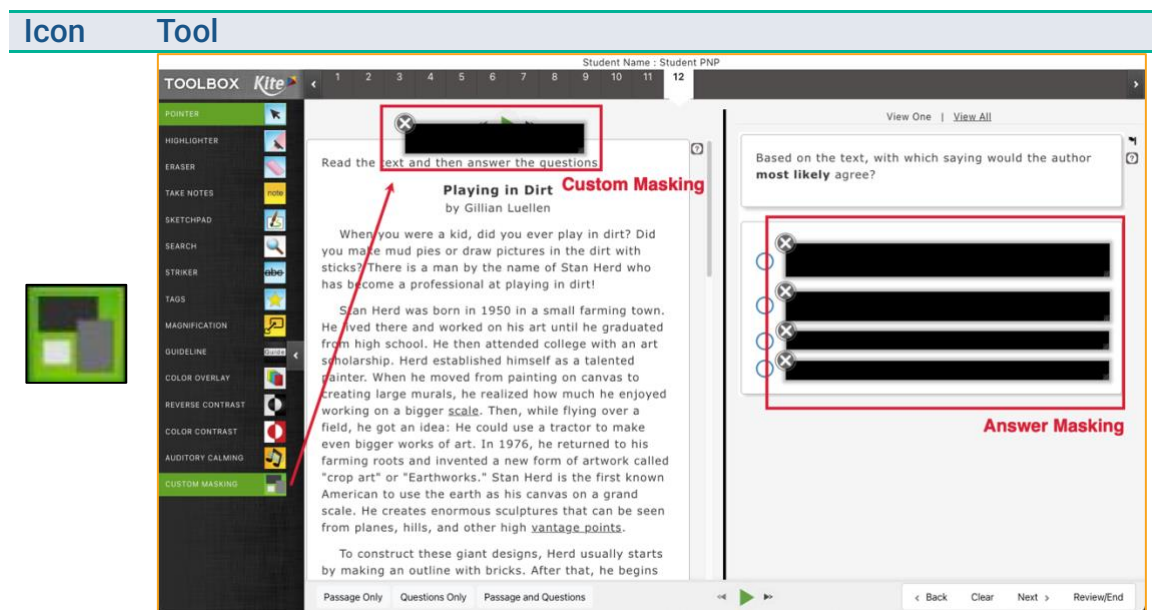 Icon Tool
Student Name : Student PNP
TOOLBOX Kite
1 2 3 4 5 6 7 8 9 10 11 12
POINTER
HIGHLIGHTER
ERASER
TAKE NOTES note
SKETCHPAD
SEARCH
STRIKER abc
TAGS
MAGNIFICATION
GUIDELINE Guide
COLOR OVERLAY
REVERSE CONTRAST
COLOR CONTRAST
AUDITORY CALMING
CUSTOM MASKING
Read the text and then answer the questions.
Custom Masking
Playing in Dirt
by Gillian Luellen
When you were a kid, did you ever play in dirt? Did
you make mud pies or draw pictures in the dirt with
sticks? There is a man by the name of Stan Herd who
has become a professional at playing in dirt!
Stan Herd was born in 1950 in a small farming town.
He lived there and worked on his art until he graduated
from high school. He then attended college with an art
scholarship. Herd established himself as a talented
painter. When he moved from painting on canvas to
creating large murals, he realized how much he enjoyed
working on a bigger scale. Then, while flying over a
field, he got an idea: He could use a tractor to make
even bigger works of art. In 1976, he returned to his
farming roots and invented a new form of artwork called
"crop art" or "Earthworks." Stan Herd is the first known
American to use the earth as his canvas on a grand
scale. He creates enormous sculptures that can be seen
from planes, hills, and other high vantage points.
To construct these giant designs, Herd usually starts
by making an outline with bricks. After that, he begins
View One | View All
Based on the text, with which saying would the author
most likely agree?
Answer Masking
Passage Only Questions Only Passage and Questions
‹ Back Clear Next › Review/End